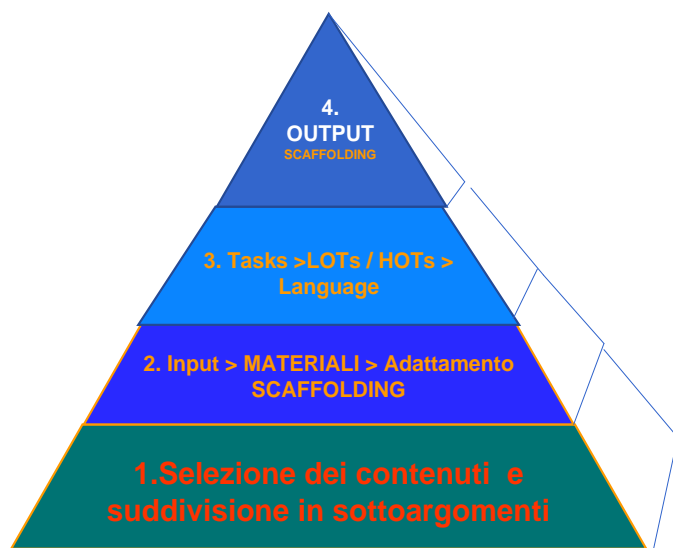 4.
OUTPUT
SCAFFOLDING
3. Tasks >LOTs / HOTs >
Language
2. Input > MATERIALI > Adattamento
SCAFFOLDING
1.Selezione dei contenuti e
suddivisione in sottoargomenti